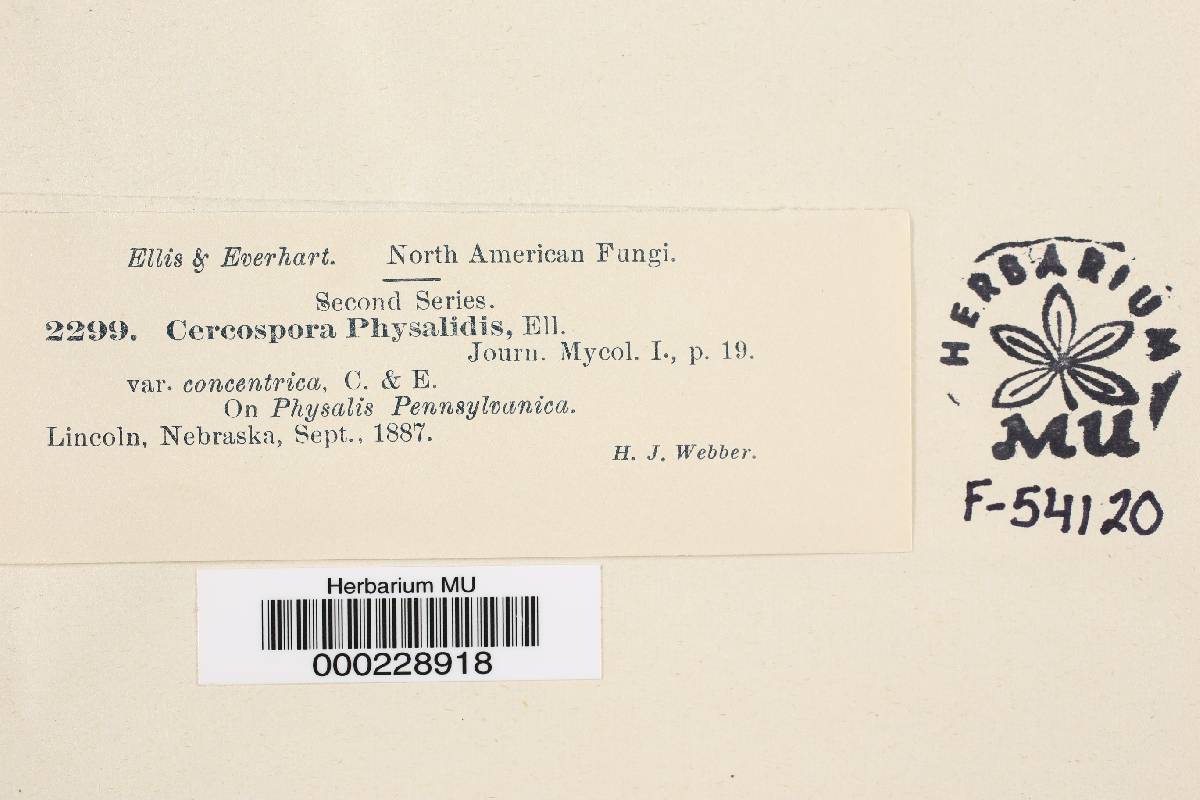 Ellis & Everhart. North American Fungi.
Second Series.
2299. Cercospora Physalidis, Ell.
Journ. Mycol. I., p. 19.
var. concentrica, C. & E.
On Physalis Pennsylvanica.
Lincoln, Nebraska, Sept., 1887.
H. J. Webber.
HERBARIUM
MU
F-54120
Herbarium MU
000228918